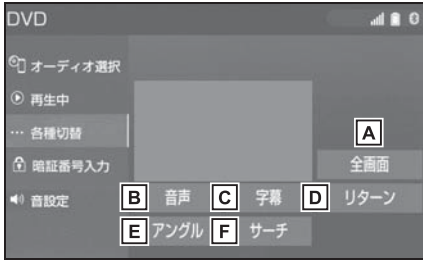 DVD
オーディオ選択
再生中
各種切替
暗証番号入力
音設定
A
全画面
B 音声 C 字幕 D リターン
E アングル F サーチ